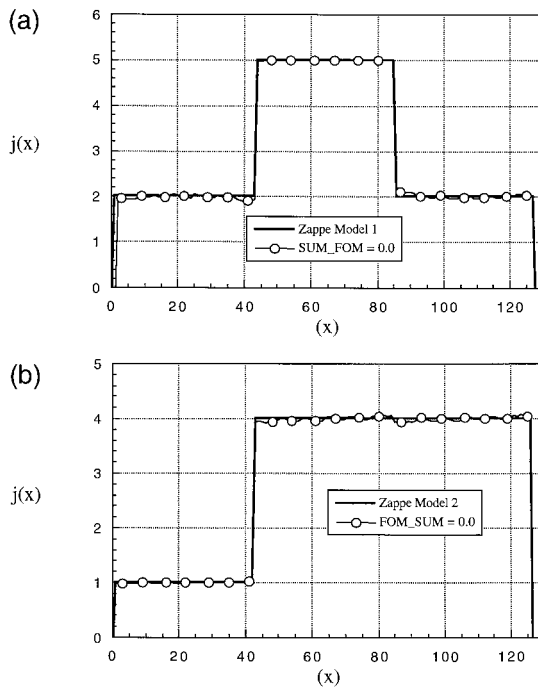 (a)
6
5
4
j(x)
3
2
1
0
Zappe Model 1
SUM_FOM = 0.0
0 20 40 60 80 100 120
(x)
(b)
5
4
3
j(x)
2
1
0
Zappe Model 2
FOM_SUM = 0.0
0 20 40 60 80 100 120
(x)